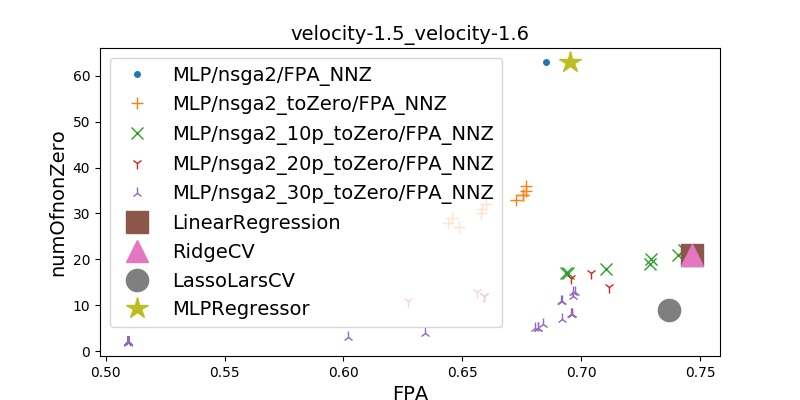 velocity-1.5_velocity-1.6
numOfnonZero
60
50
40
30
20
10
0
MLP/nsga2/FPA_NNZ
MLP/nsga2_toZero/FPA_NNZ
MLP/nsga2_10p_toZero/FPA_NNZ
MLP/nsga2_20p_toZero/FPA_NNZ
MLP/nsga2_30p_toZero/FPA_NNZ
LinearRegression
RidgeCV
LassoLarsCV
MLPRegressor
0.50 0.55 0.60 0.65 0.70 0.75
FPA